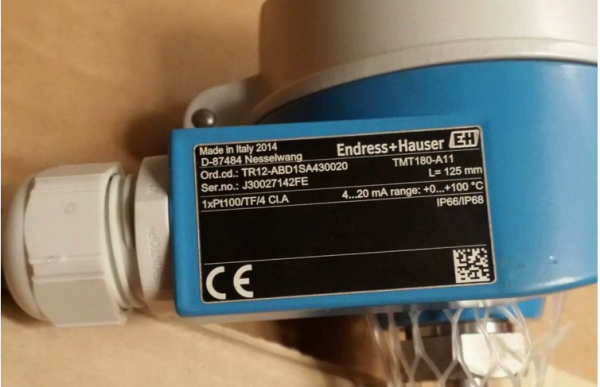 Made in Italy 2014
D-87484 Nesselwang
Endress+Hauser EH
Ord.cd.: TR12-ABD1SA430020 TMT180-A11
Ser.no.: J30027142FE L= 125 mm
1xPt100/TF/4 Cl.A 4...20 mA range: +0...+100 °C
IP66/IP68
CE